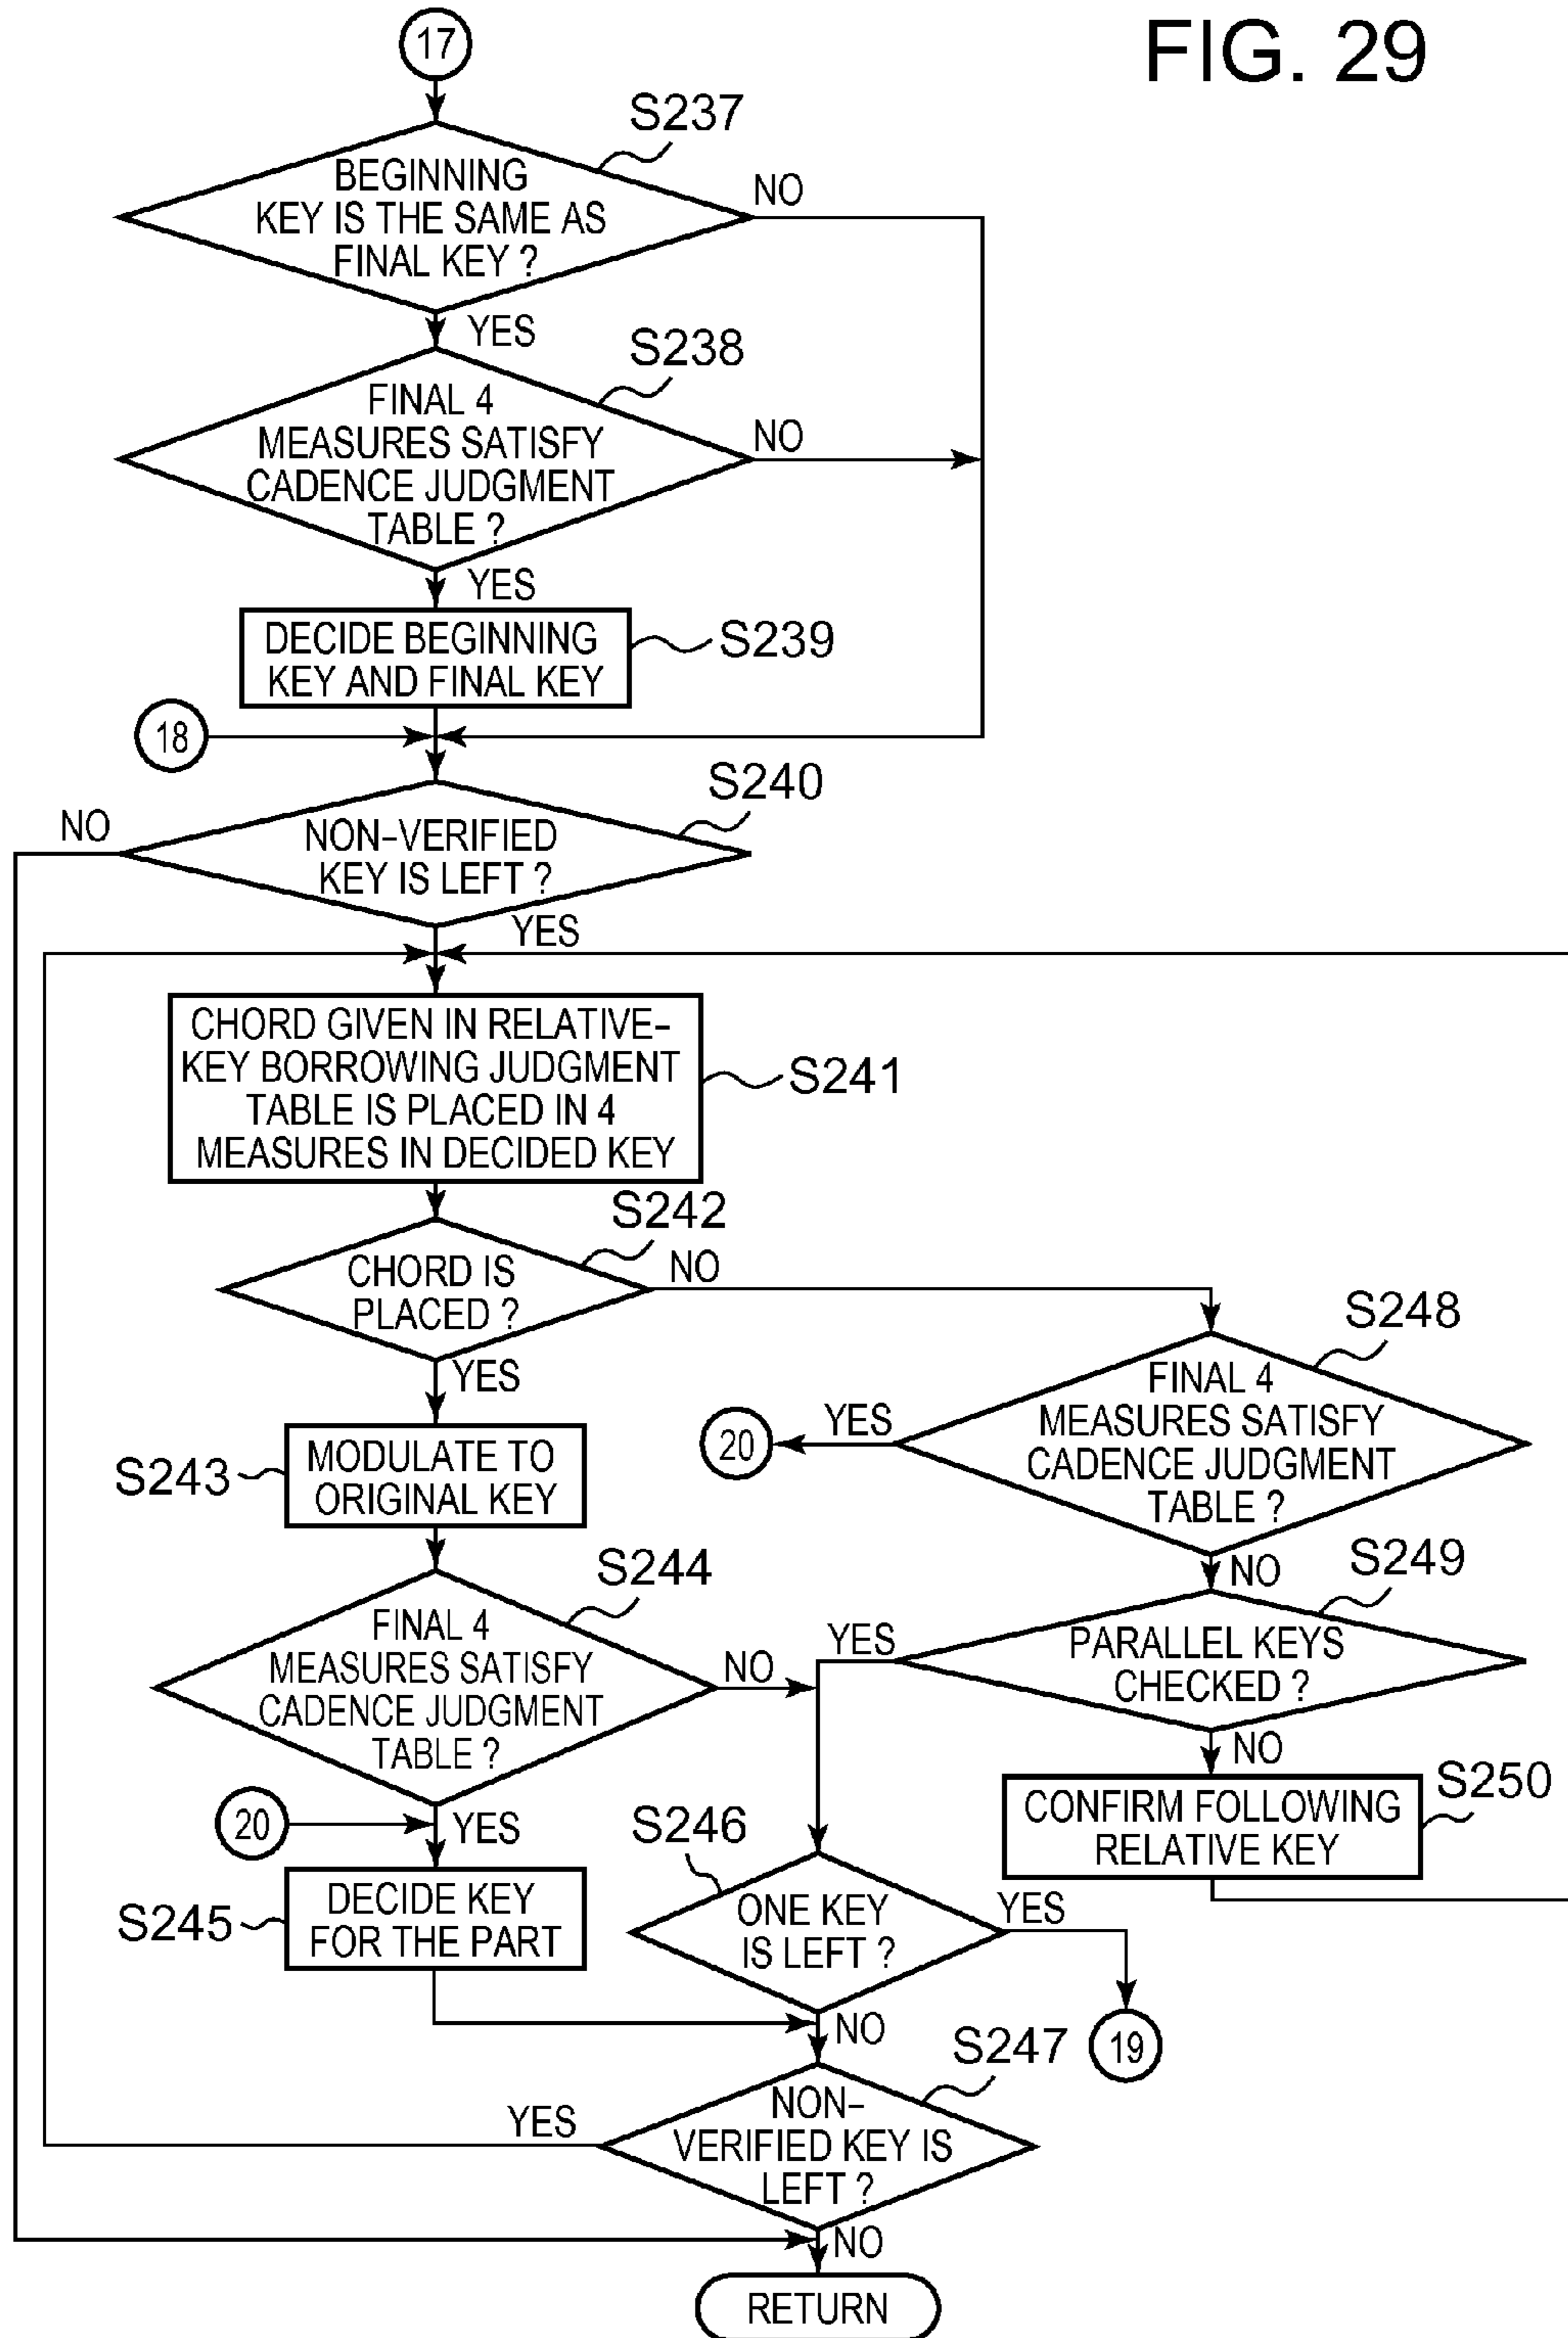 FIG. 29
17
S237
BEGINNING
KEY IS THE SAME AS
FINAL KEY ?
NO
YES
S238
FINAL 4
MEASURES SATISFY
CADENCE JUDGMENT
TABLE ?
NO
YES
DECIDE BEGINNING
KEY AND FINAL KEY
S239
18
S240
NO
NON-VERIFIED
KEY IS LEFT ?
YES
CHORD GIVEN IN RELATIVE-
KEY BORROWING JUDGMENT
TABLE IS PLACED IN 4
MEASURES IN DECIDED KEY
S241
S242
CHORD IS
PLACED ?
NO
YES
S248
FINAL 4
MEASURES SATISFY
CADENCE JUDGMENT
TABLE ?
YES
20
NO
S243
MODULATE TO
ORIGINAL KEY
S244
FINAL 4
MEASURES SATISFY
CADENCE JUDGMENT
TABLE ?
NO
YES
S249
PARALLEL KEYS
CHECKED ?
YES
NO
S250
CONFIRM FOLLOWING
RELATIVE KEY
20
S245
DECIDE KEY
FOR THE PART
S246
ONE KEY
IS LEFT ?
YES
19
NO
S247
NON-
VERIFIED KEY IS
LEFT ?
YES
NO
RETURN